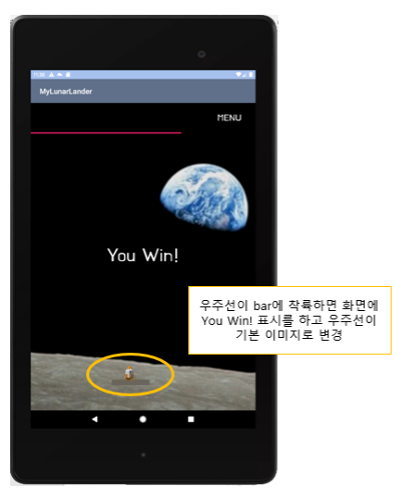 11:36
MyLunarLander
MENU
You Win!
우주선이 bar에 착륙하면 화면에
You Win! 표시를 하고 우주선이
기본 이미지로 변경